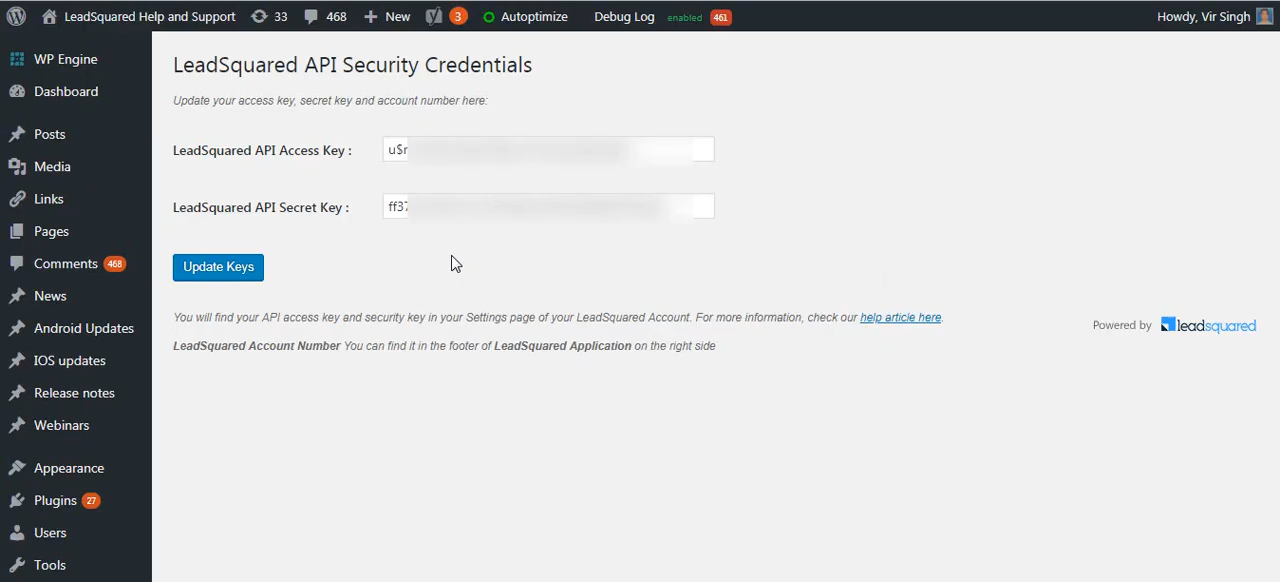 LeadSquared Help and Support 33 468 New 3 Autoptimize Debug Log enabled 461 Howdy, Vir Singh
WP Engine
Dashboard
Posts
Media
Links
Pages
Comments 468
News
Android Updates
IOS updates
Release notes
Webinars
Appearance
Plugins 27
Users
Tools
LeadSquared API Security Credentials
Update your access key, secret key and account number here:
LeadSquared API Access Key : u$r
LeadSquared API Secret Key : ff37
Update Keys
You will find your API access key and security key in your Settings page of your LeadSquared Account. For more information, check our help article here.
LeadSquared Account Number You can find it in the footer of LeadSquared Application on the right side
Powered by leadsquared